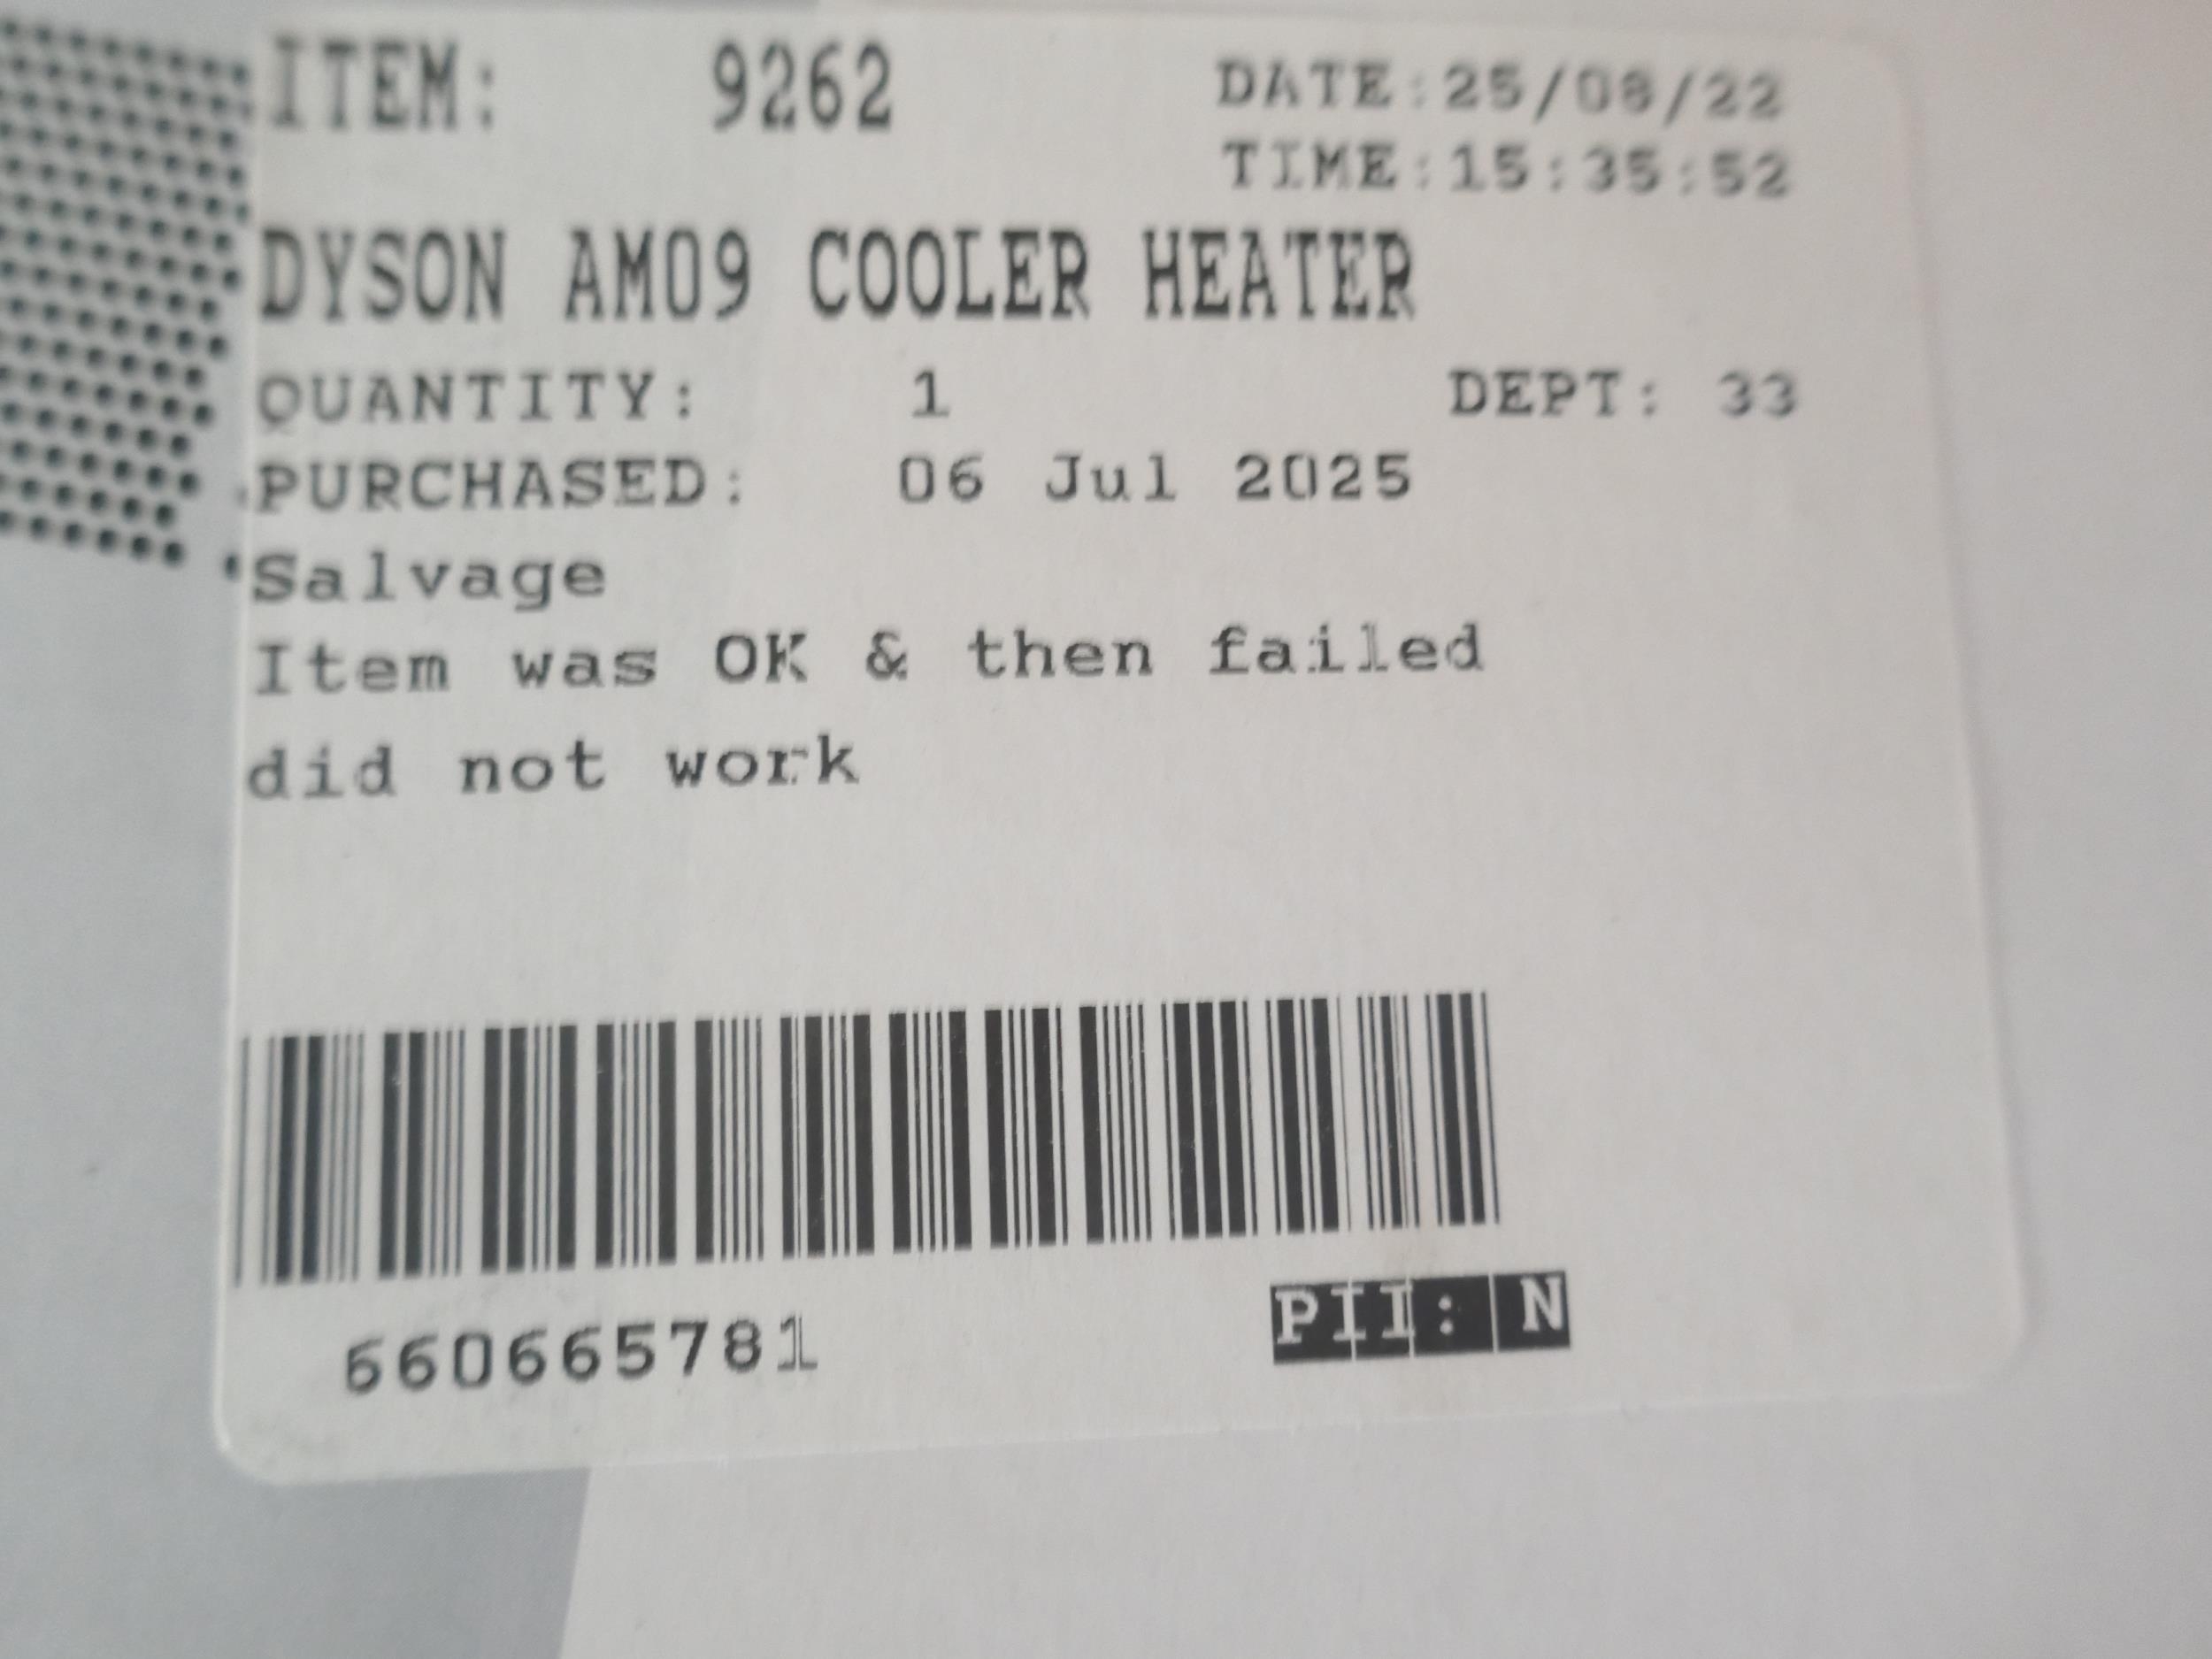 ITEM: 9262 DATE:25/08/22
TIME:15:35:52
DYSON AM09 COOLER HEATER
QUANTITY: 1 DEPT: 33
PURCHASED: 06 Jul 2025
Salvage
Item was OK & then failed
did not work
660665781 PII: N